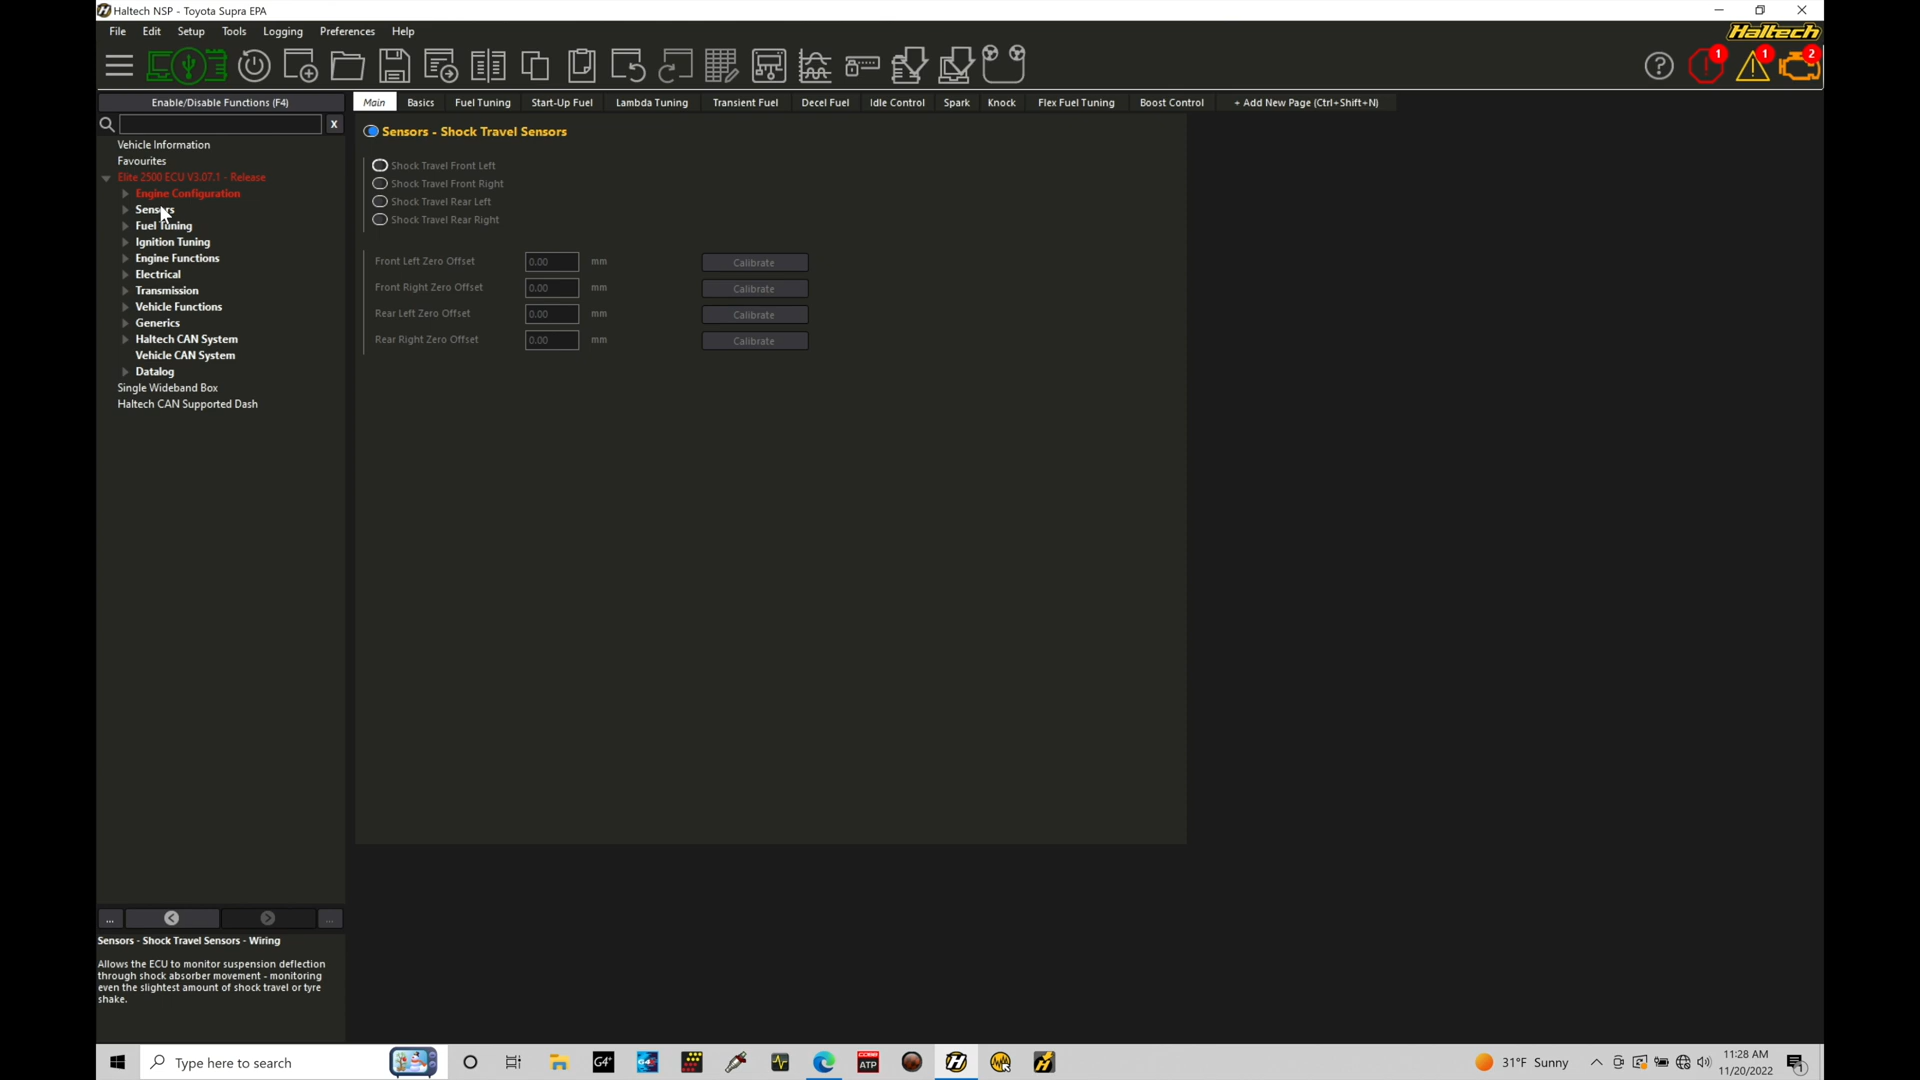 Haltech NSP - Toyota Supra EPA
File Edit Setup Tools Logging Preferences Help
Haltech
1 1 2
Enable/Disable Functions (F4)
Main Basics Fuel Tuning Start-Up Fuel Lambda Tuning Transient Fuel Decel Fuel Idle Control Spark Knock Flex Fuel Tuning Boost Control + Add New Page (Ctrl+Shift+N)
X
Sensors - Shock Travel Sensors
Vehicle Information
Favourites
Elite 2500 ECU V3.07.1 - Release
Engine Configuration
Sensors
Fuel Tuning
Ignition Tuning
Engine Functions
Electrical
Transmission
Vehicle Functions
Generics
Haltech CAN System
Vehicle CAN System
Datalog
Single Wideband Box
Haltech CAN Supported Dash
Shock Travel Front Left
Shock Travel Front Right
Shock Travel Rear Left
Shock Travel Rear Right
Front Left Zero Offset 0.00 mm Calibrate
Front Right Zero Offset 0.00 mm Calibrate
Rear Left Zero Offset 0.00 mm Calibrate
Rear Right Zero Offset 0.00 mm Calibrate
... ...
Sensors - Shock Travel Sensors - Wiring
Allows the ECU to monitor suspension deflection
through shock absorber movement - monitoring
even the slightest amount of shock travel or tyre
shake.
Type here to search
G4+
G4X
COBB
ATP
31°F Sunny
11:28 AM
11/20/2022
1